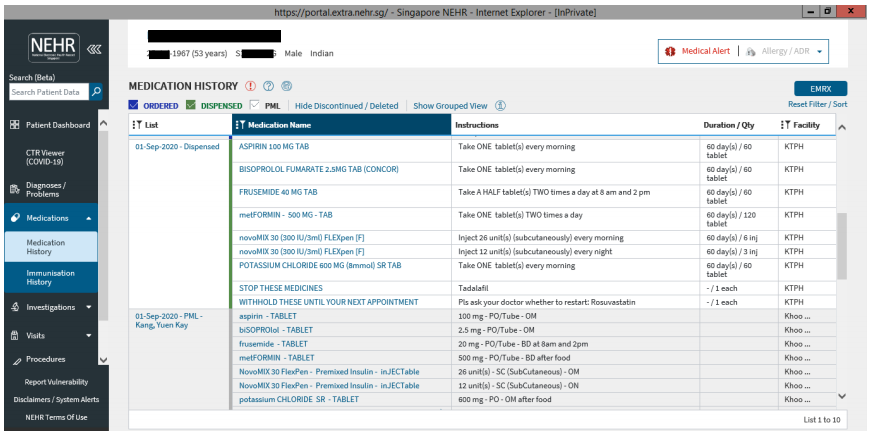 https://portal.extra.nehr.sg/ - Singapore NEHR - Internet Explorer - [InPrivate]
NEHR
-1967 (53 years) Male Indian
Medical Alert Allergy / ADR
Search (Beta)
Search Patient Data
MEDICATION HISTORY
EMRX
ORDERED DISPENSED PML Hide Discontinued / Deleted Show Grouped View
Reset Filter / Sort
Patient Dashboard
CTR Viewer
(COVID-19)
Diagnoses /
Problems
Medications
Medication
History
Immunisation
History
Investigations
Visits
Procedures
Report Vulnerability
Disclaimers / System Alerts
NEHR Terms Of Use
List Medication Name Instructions Duration / Qty Facility
01-Sep-2020 - Dispensed ASPIRIN 100 MG TAB Take ONE tablet(s) every morning 60 day(s) / 60 tablet KTPH
BISOPROLOL FUMARATE 2.5MG TAB (CONCOR) Take ONE tablet(s) every morning 60 day(s) / 60 tablet KTPH
FRUSEMIDE 40 MG TAB Take A HALF tablet(s) TWO times a day at 8 am and 2 pm 60 day(s) / 60 tablet KTPH
metFORMIN - 500 MG - TAB Take ONE tablet(s) TWO times a day 60 day(s) / 120 tablet KTPH
novoMIX 30 (300 IU/3ml) FLEXpen [F] Inject 26 unit(s) (subcutaneously) every morning 60 day(s) / 6 inj KTPH
novoMIX 30 (300 IU/3ml) FLEXpen [F] Inject 12 unit(s) (subcutaneously) every night 60 day(s) / 3 inj KTPH
POTASSIUM CHLORIDE 600 MG (8mmol) SR TAB Take ONE tablet(s) every morning 60 day(s) / 60 tablet KTPH
STOP THESE MEDICINES Tadalafil - / 1 each KTPH
WITHHOLD THESE UNTIL YOUR NEXT APPOINTMENT Pls ask your doctor whether to restart: Rosuvastatin - / 1 each KTPH
01-Sep-2020 - PML - Kang, Yuen Kay aspirin - TABLET 100 mg - PO/Tube - OM Khoo ...
biSOPROlol - TABLET 2.5 mg - PO/Tube - OM Khoo ...
frusemide - TABLET 20 mg - PO/Tube - BD at 8am and 2pm Khoo ...
metFORMIN - TABLET 500 mg - PO/Tube - BD after food Khoo ...
NovoMIX 30 FlexPen - Premixed Insulin - inJECTable 26 unit(s) - SC (SubCutaneous) - OM Khoo ...
NovoMIX 30 FlexPen - Premixed Insulin - inJECTable 12 unit(s) - SC (SubCutaneous) - ON Khoo ...
potassium CHLORIDE SR - TABLET 600 mg - PO - OM after food Khoo ...
List 1 to 10